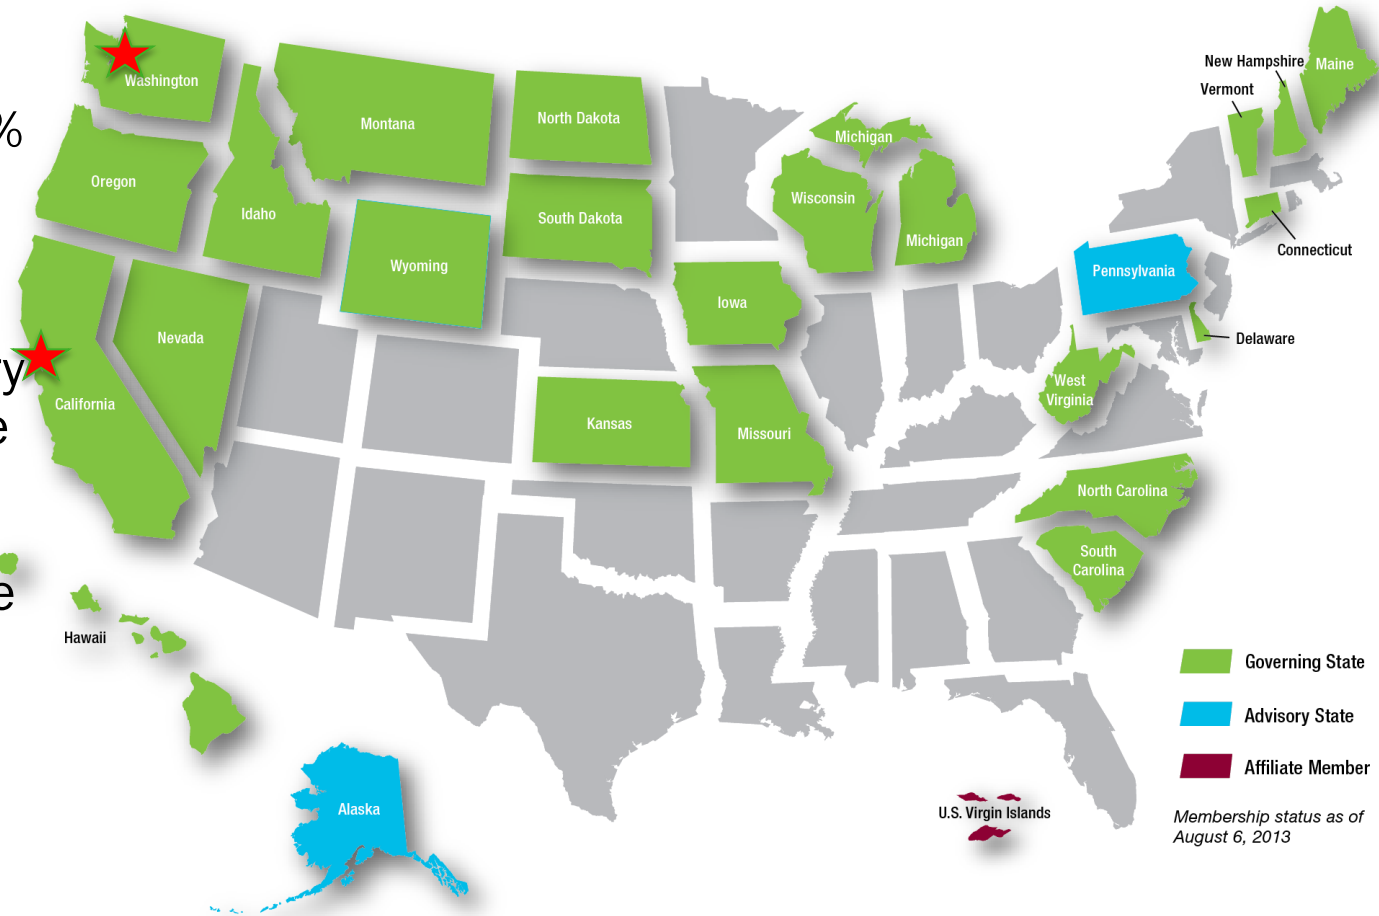 New Hampshire
Maine
Vermont
Washington
%
Montana
North Dakota
Michigan
Oregon
Idaho
South Dakota
Wisconsin
Michigan
Connecticut
Wyoming
Pennsylvania
Iowa
Nevada
Delaware
ry
California
e
West
Virginia
Kansas
Missouri
North Carolina
South
Carolina
e
Hawaii
Governing State
Advisory State
Affiliate Member
Alaska
U.S. Virgin Islands
Membership status as of
August 6, 2013